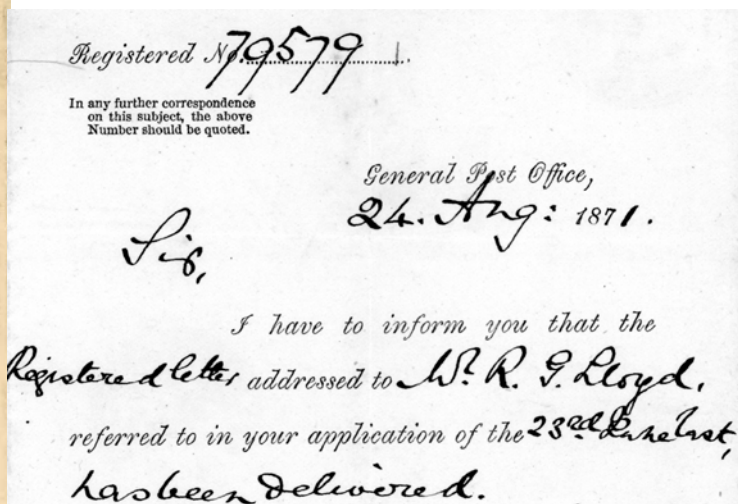 Registered No. 79579
In any further correspondence
on this subject, the above
Number should be quoted.
General Post Office,
24. Aug: 1871.
Sir,
I have to inform you that the
Registered letter addressed to Mr. R. G. Lloyd,
referred to in your application of the 23rd June last,
has been delivered.